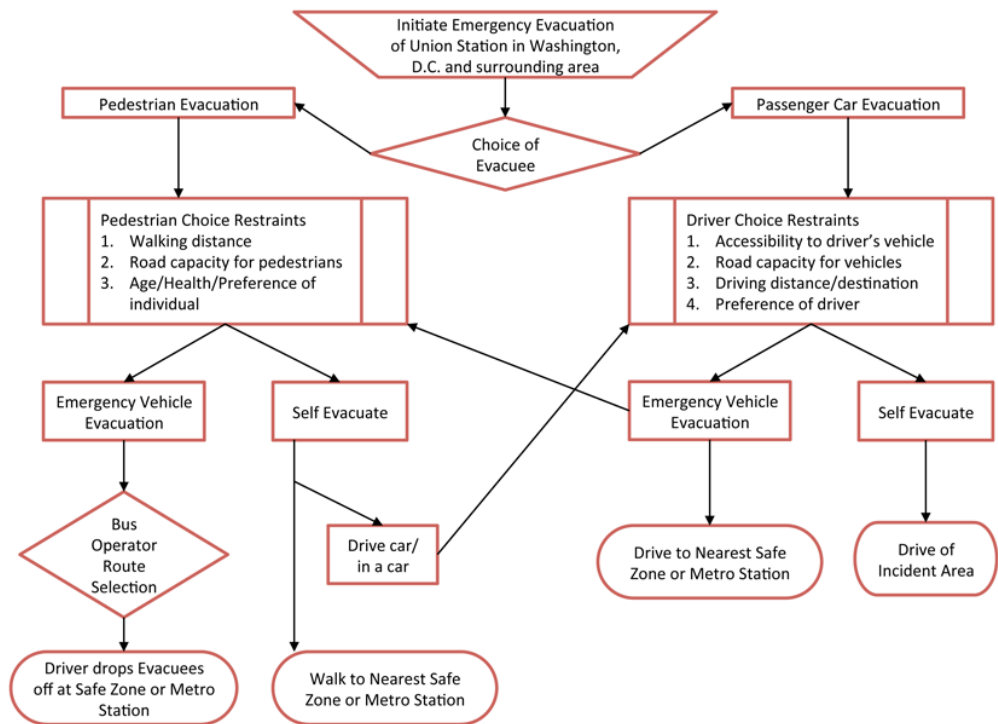 Initiate Emergency Evacuation
of Union Station in Washington,
D.C. and surrounding area
Pedestrian Evacuation
Passenger Car Evacuation
Choice of
Evacuee
Pedestrian Choice Restraints
1. Walking distance
2. Road capacity for pedestrians
3. Age/Health/Preference of
individual
Driver Choice Restraints
1. Accessibility to driver's vehicle
2. Road capacity for vehicles
3. Driving distance/destination
4. Preference of driver
Emergency Vehicle
Evacuation
Self Evacuate
Emergency Vehicle
Evacuation
Self Evacuate
Bus
Operator
Route
Selection
Drive car/
in a car
Drive to Nearest Safe
Zone or Metro Station
Drive of
Incident Area
Driver drops Evacuees
off at Safe Zone or Metro
Station
Walk to Nearest Safe
Zone or Metro Station